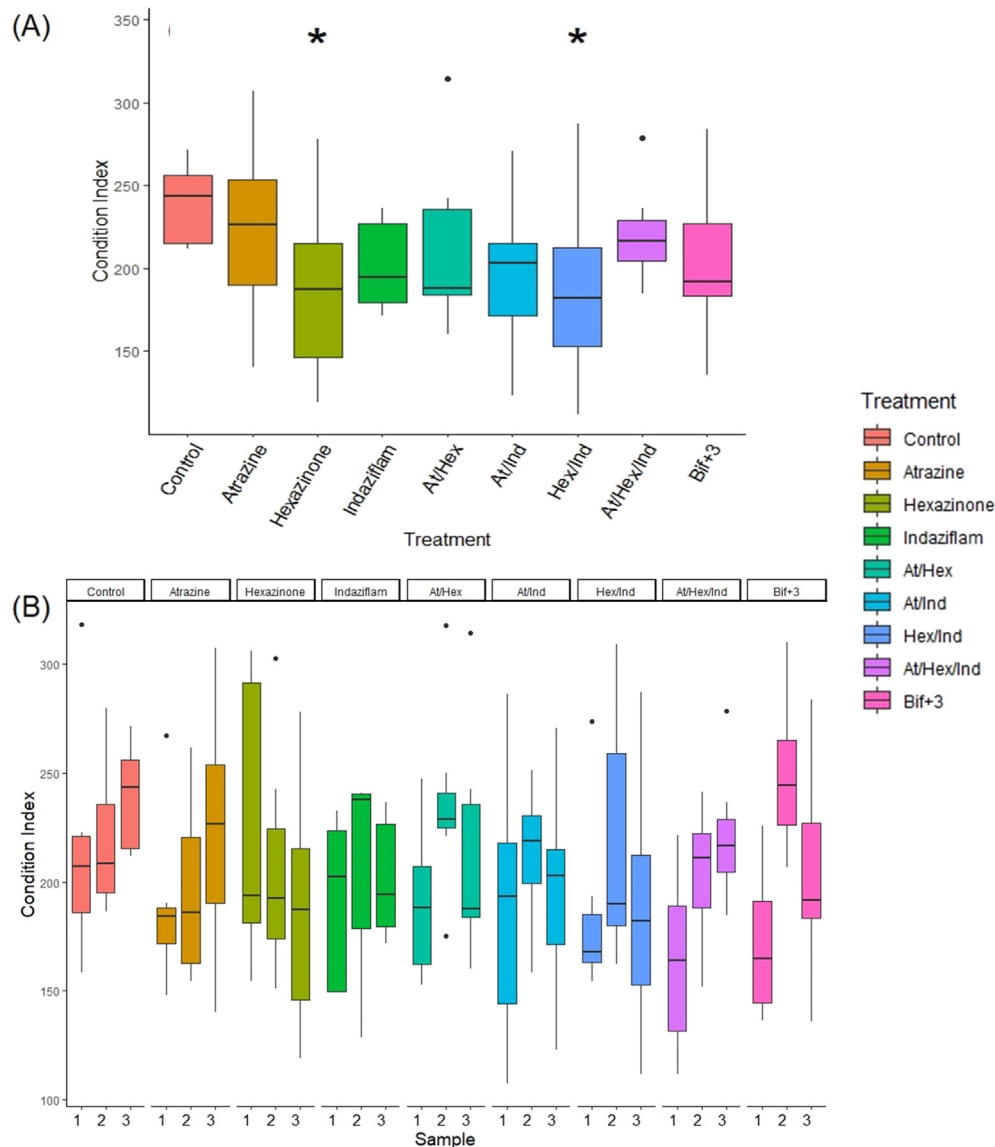 (A)
350
300
250
200
150
Condition Index
*
*
Control
Atrazine
Hexazinone
Indaziflam
At/Hex
At/Ind
Hex/Ind
At/Hex/Ind
Bif+3
Treatment
Treatment
Control
Atrazine
Hexazinone
Indaziflam
At/Hex
At/Ind
Hex/Ind
At/Hex/Ind
Bif+3
(B)
Control Atrazine Hexazinone Indaziflam At/Hex At/Ind Hex/Ind At/Hex/Ind Bif+3
300
250
200
150
100
Condition Index
1 2 3 1 2 3 1 2 3 1 2 3 1 2 3 1 2 3 1 2 3 1 2 3 1 2 3
Sample